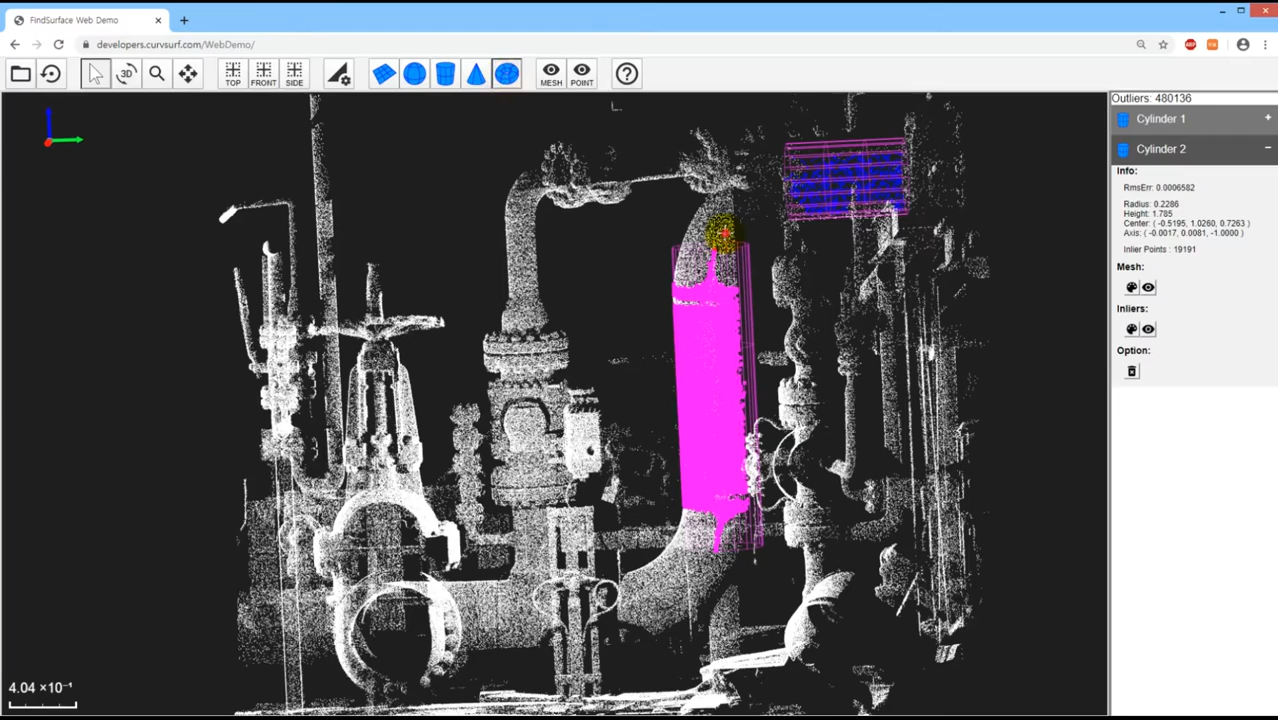 FindSurface Web Demo
developers.curvsurf.com/WebDemo/
ABP
3D
TOP
FRONT
SIDE
MESH
POINT
Outliers: 480136
Cylinder 1
Cylinder 2
Info:
RmsErr: 0.0006582
Radius: 0.2286
Height: 1.785
Center: ( -0.5195, 1.0260, 0.7263)
Axis: ( -0.0017, 0.0081, -1.0000 )
Inlier Points : 19191
Mesh:
Inliers:
Option:
4.04 ×10⁻¹